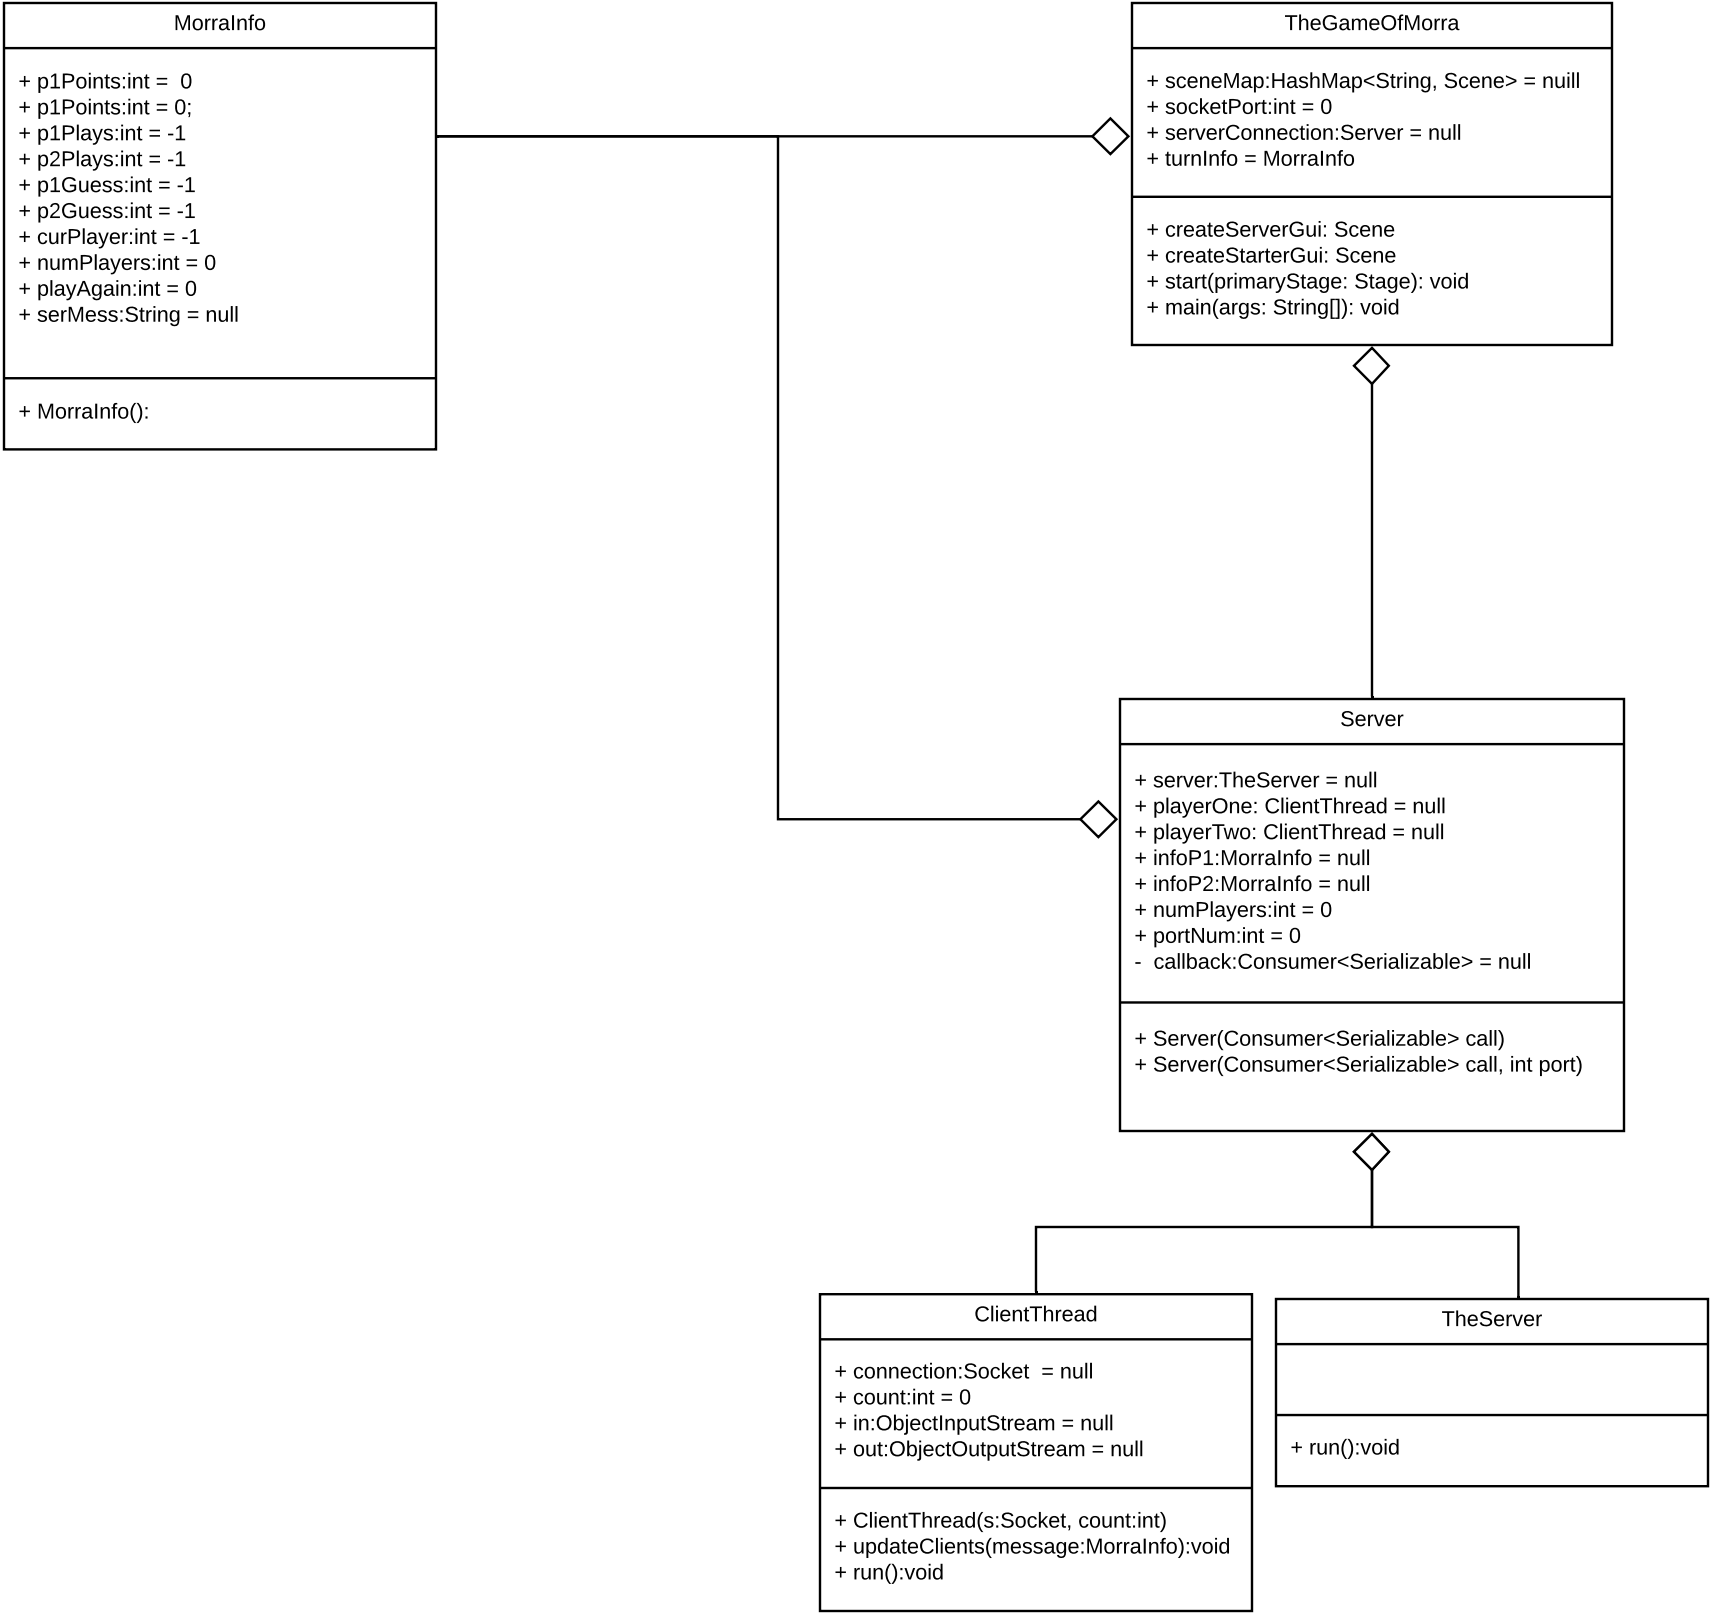 MorraInfo
+ p1Points:int =  0
+ p1Points:int = 0;
+ p1Plays:int = -1
+ p2Plays:int = -1
+ p1Guess:int = -1
+ p2Guess:int = -1
+ curPlayer:int = -1
+ numPlayers:int = 0
+ playAgain:int = 0
+ serMess:String = null
+ MorraInfo():
TheGameOfMorra
+ sceneMap:HashMap<String, Scene> = nuill
+ socketPort:int = 0
+ serverConnection:Server = null
+ turnInfo = MorraInfo
+ createServerGui: Scene
+ createStarterGui: Scene
+ start(primaryStage: Stage): void
+ main(args: String[]): void
Server
+ server:TheServer = null
+ playerOne: ClientThread = null
+ playerTwo: ClientThread = null
+ infoP1:MorraInfo = null
+ infoP2:MorraInfo = null
+ numPlayers:int = 0
+ portNum:int = 0
-  callback:Consumer<Serializable> = null
+ Server(Consumer<Serializable> call)
+ Server(Consumer<Serializable> call, int port)
ClientThread
+ connection:Socket  = null
+ count:int = 0
+ in:ObjectInputStream = null
+ out:ObjectOutputStream = null
+ ClientThread(s:Socket, count:int)
+ updateClients(message:MorraInfo):void
+ run():void
TheServer
+ run():void